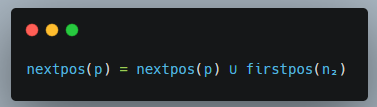 nextpos(p) = nextpos(p) ∪ firstpos(n₂)